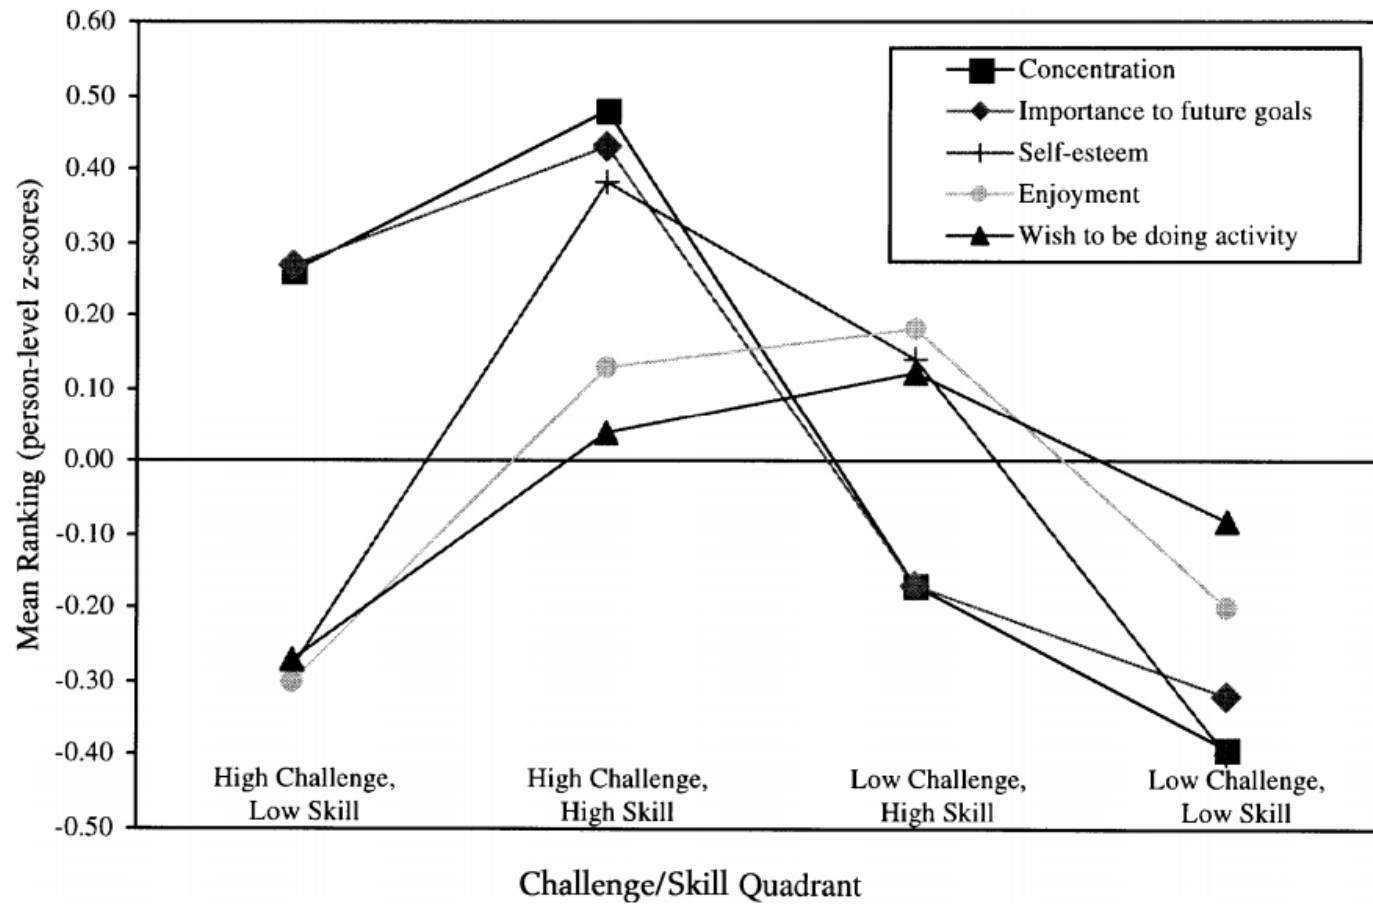 0.60
0.50
0.40
0.30
0.20
0.10
0.00
-0.10
-0.20
-0.30
-0.40
-0.50
Mean Ranking (person-level z-scores)
Concentration
Importance to future goals
Self-esteem
Enjoyment
Wish to be doing activity
High Challenge,
Low Skill
High Challenge,
High Skill
Low Challenge,
High Skill
Low Challenge,
Low Skill
Challenge/Skill Quadrant